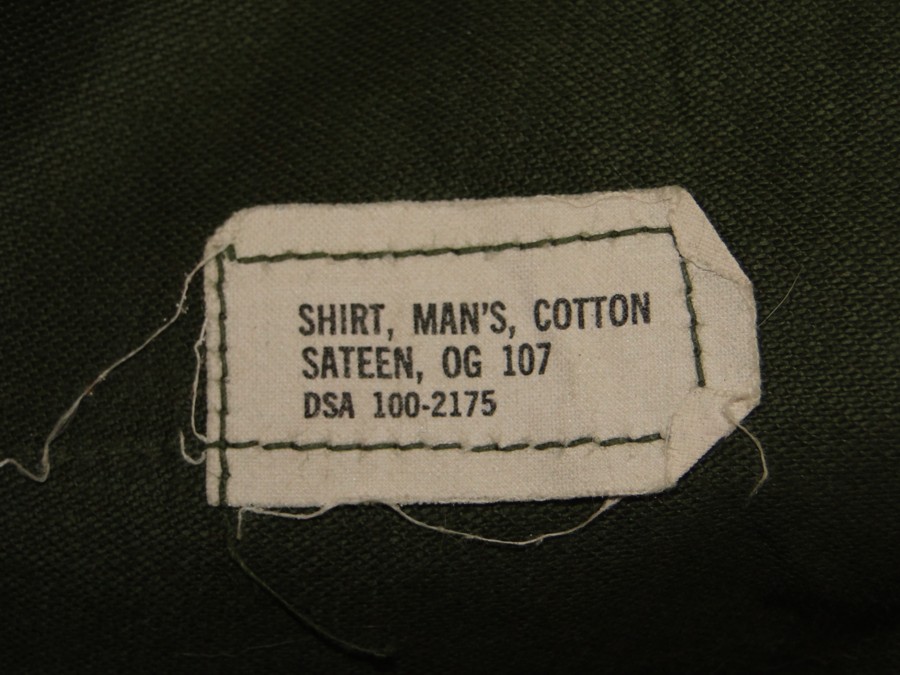 SHIRT, MAN'S, COTTON
SATEEN, OG 107
DSA 100-2175